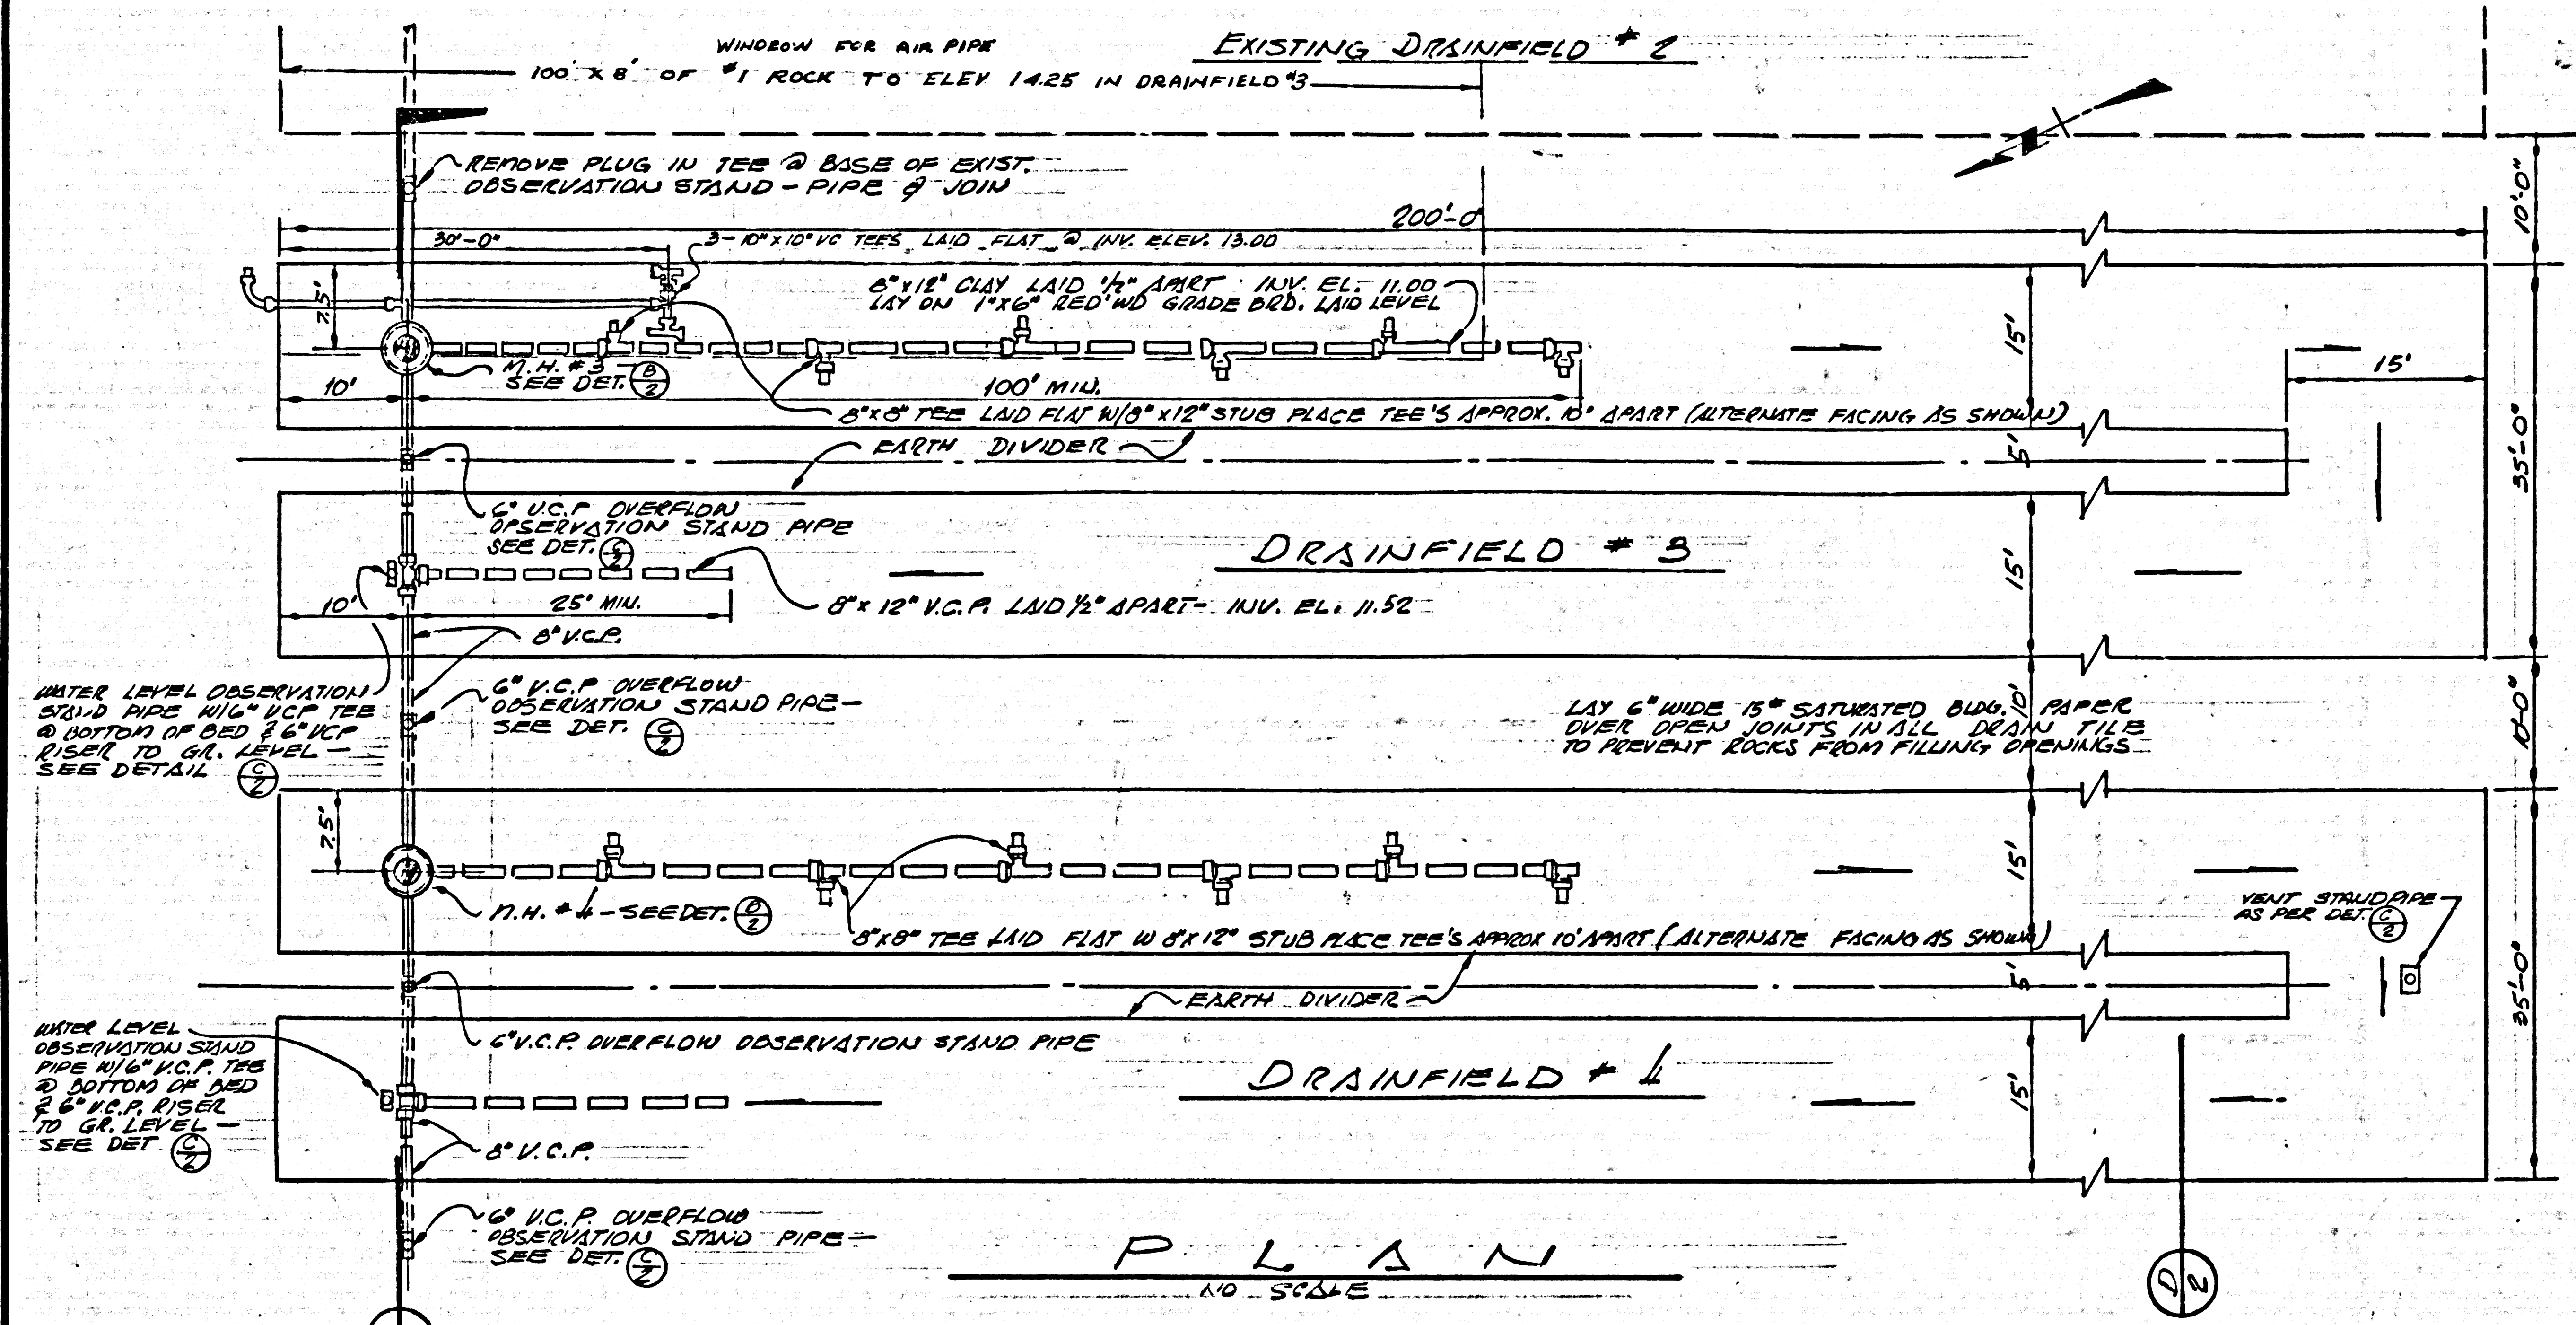 WINDROW FOR AIR PIPE
100' X 8' OF #1 ROCK TO ELEV 14.25 IN DRAINFIELD #3
EXISTING DRAINFIELD # 2
REMOVE PLUG IN TEE @ BASE OF EXIST.
OBSERVATION STAND-PIPE & JOIN
10'-0"
200'-0"
30'-0"
3-10"X10" VC TEES LAID FLAT @ INV. ELEV. 13.00
7.5'
8"X12" CLAY LAID 1/2" APART INV. EL. 11.00
LAY ON 1"X6" RED'WD GRADE BRD. LAID LEVEL
15'
15'
M.H. #3
SEE DET. B/2
10'
100' MIN.
8"X8" TEE LAID FLAT W/8"X12" STUB PLACE TEE'S APPROX. 10' APART (ALTERNATE FACING AS SHOWN)
EARTH DIVIDER
5'
35'-0"
6" V.C.P OVERFLOW
OPSERVATION STAND PIPE
SEE DET. C/2
DRAINFIELD # 3
15'
10'
25' MIN.
8"X 12" V.C.P. LAID 1/2" APART- INV. EL. 11.52
8" V.C.P.
WATER LEVEL OBSERVATION
STAND PIPE W/6" VCP TEE
@ BOTTOM OF BED & 6" VCP
RISER TO GR. LEVEL -
SEE DETAIL C/2
6" V.C.P OVERFLOW
OBSERVATION STAND PIPE-
SEE DET. C/2
LAY 6" WIDE 15# SATURATED BLDG. PAPER
OVER OPEN JOINTS IN ALL DRAIN TILE
TO PREVENT ROCKS FROM FILLING OPENINGS
10'
10'-0"
7.5'
15'
M.H. #4 - SEE DET. B/2
VENT STANDPIPE
AS PER DET. C/2
8"X8" TEE LAID FLAT W 8"X12" STUB PLACE TEE'S APPROX 10' APART (ALTERNATE FACING AS SHOWN)
5'
35'-0"
EARTH DIVIDER
WATER LEVEL
OBSERVATION STAND
PIPE W/6" V.C.P. TEE
@ BOTTOM OF BED
& 6" V.C.P. RISER
TO GR. LEVEL -
SEE DET C/2
6" V.C.P. OVERFLOW OBSERVATION STAND PIPE
DRAINFIELD # 4
15'
8" V.C.P.
6" V.C.P. OVERFLOW
OBSERVATION STAND PIPE-
SEE DET. C/2
PLAN
NO SCALE
D/2